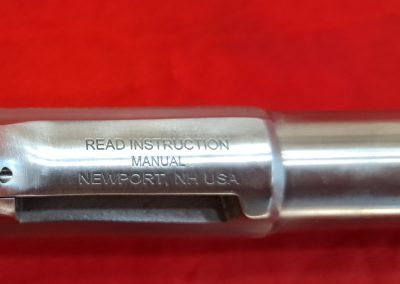 READ INSTRUCTION
MANUAL
NEWPORT, NH USA